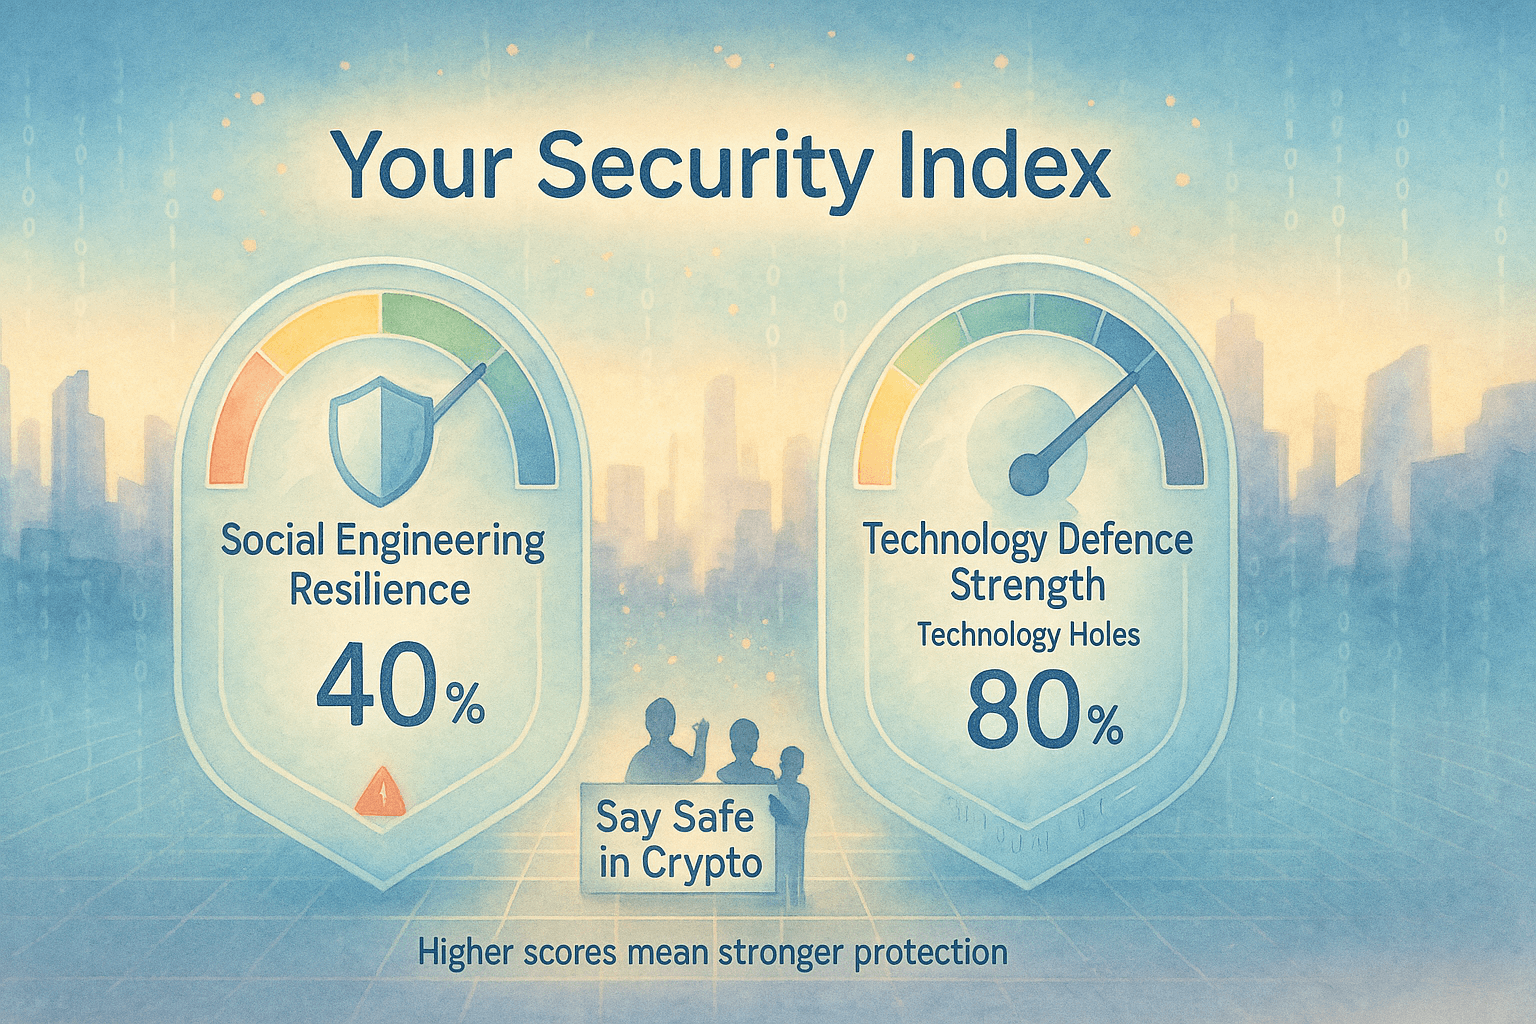 Your Security Index
Social Engineering
Resilience
40%
Technology Defence
Strength
Technology Holes
80%
Say Safe
in Crypto
Higher scores mean stronger protection